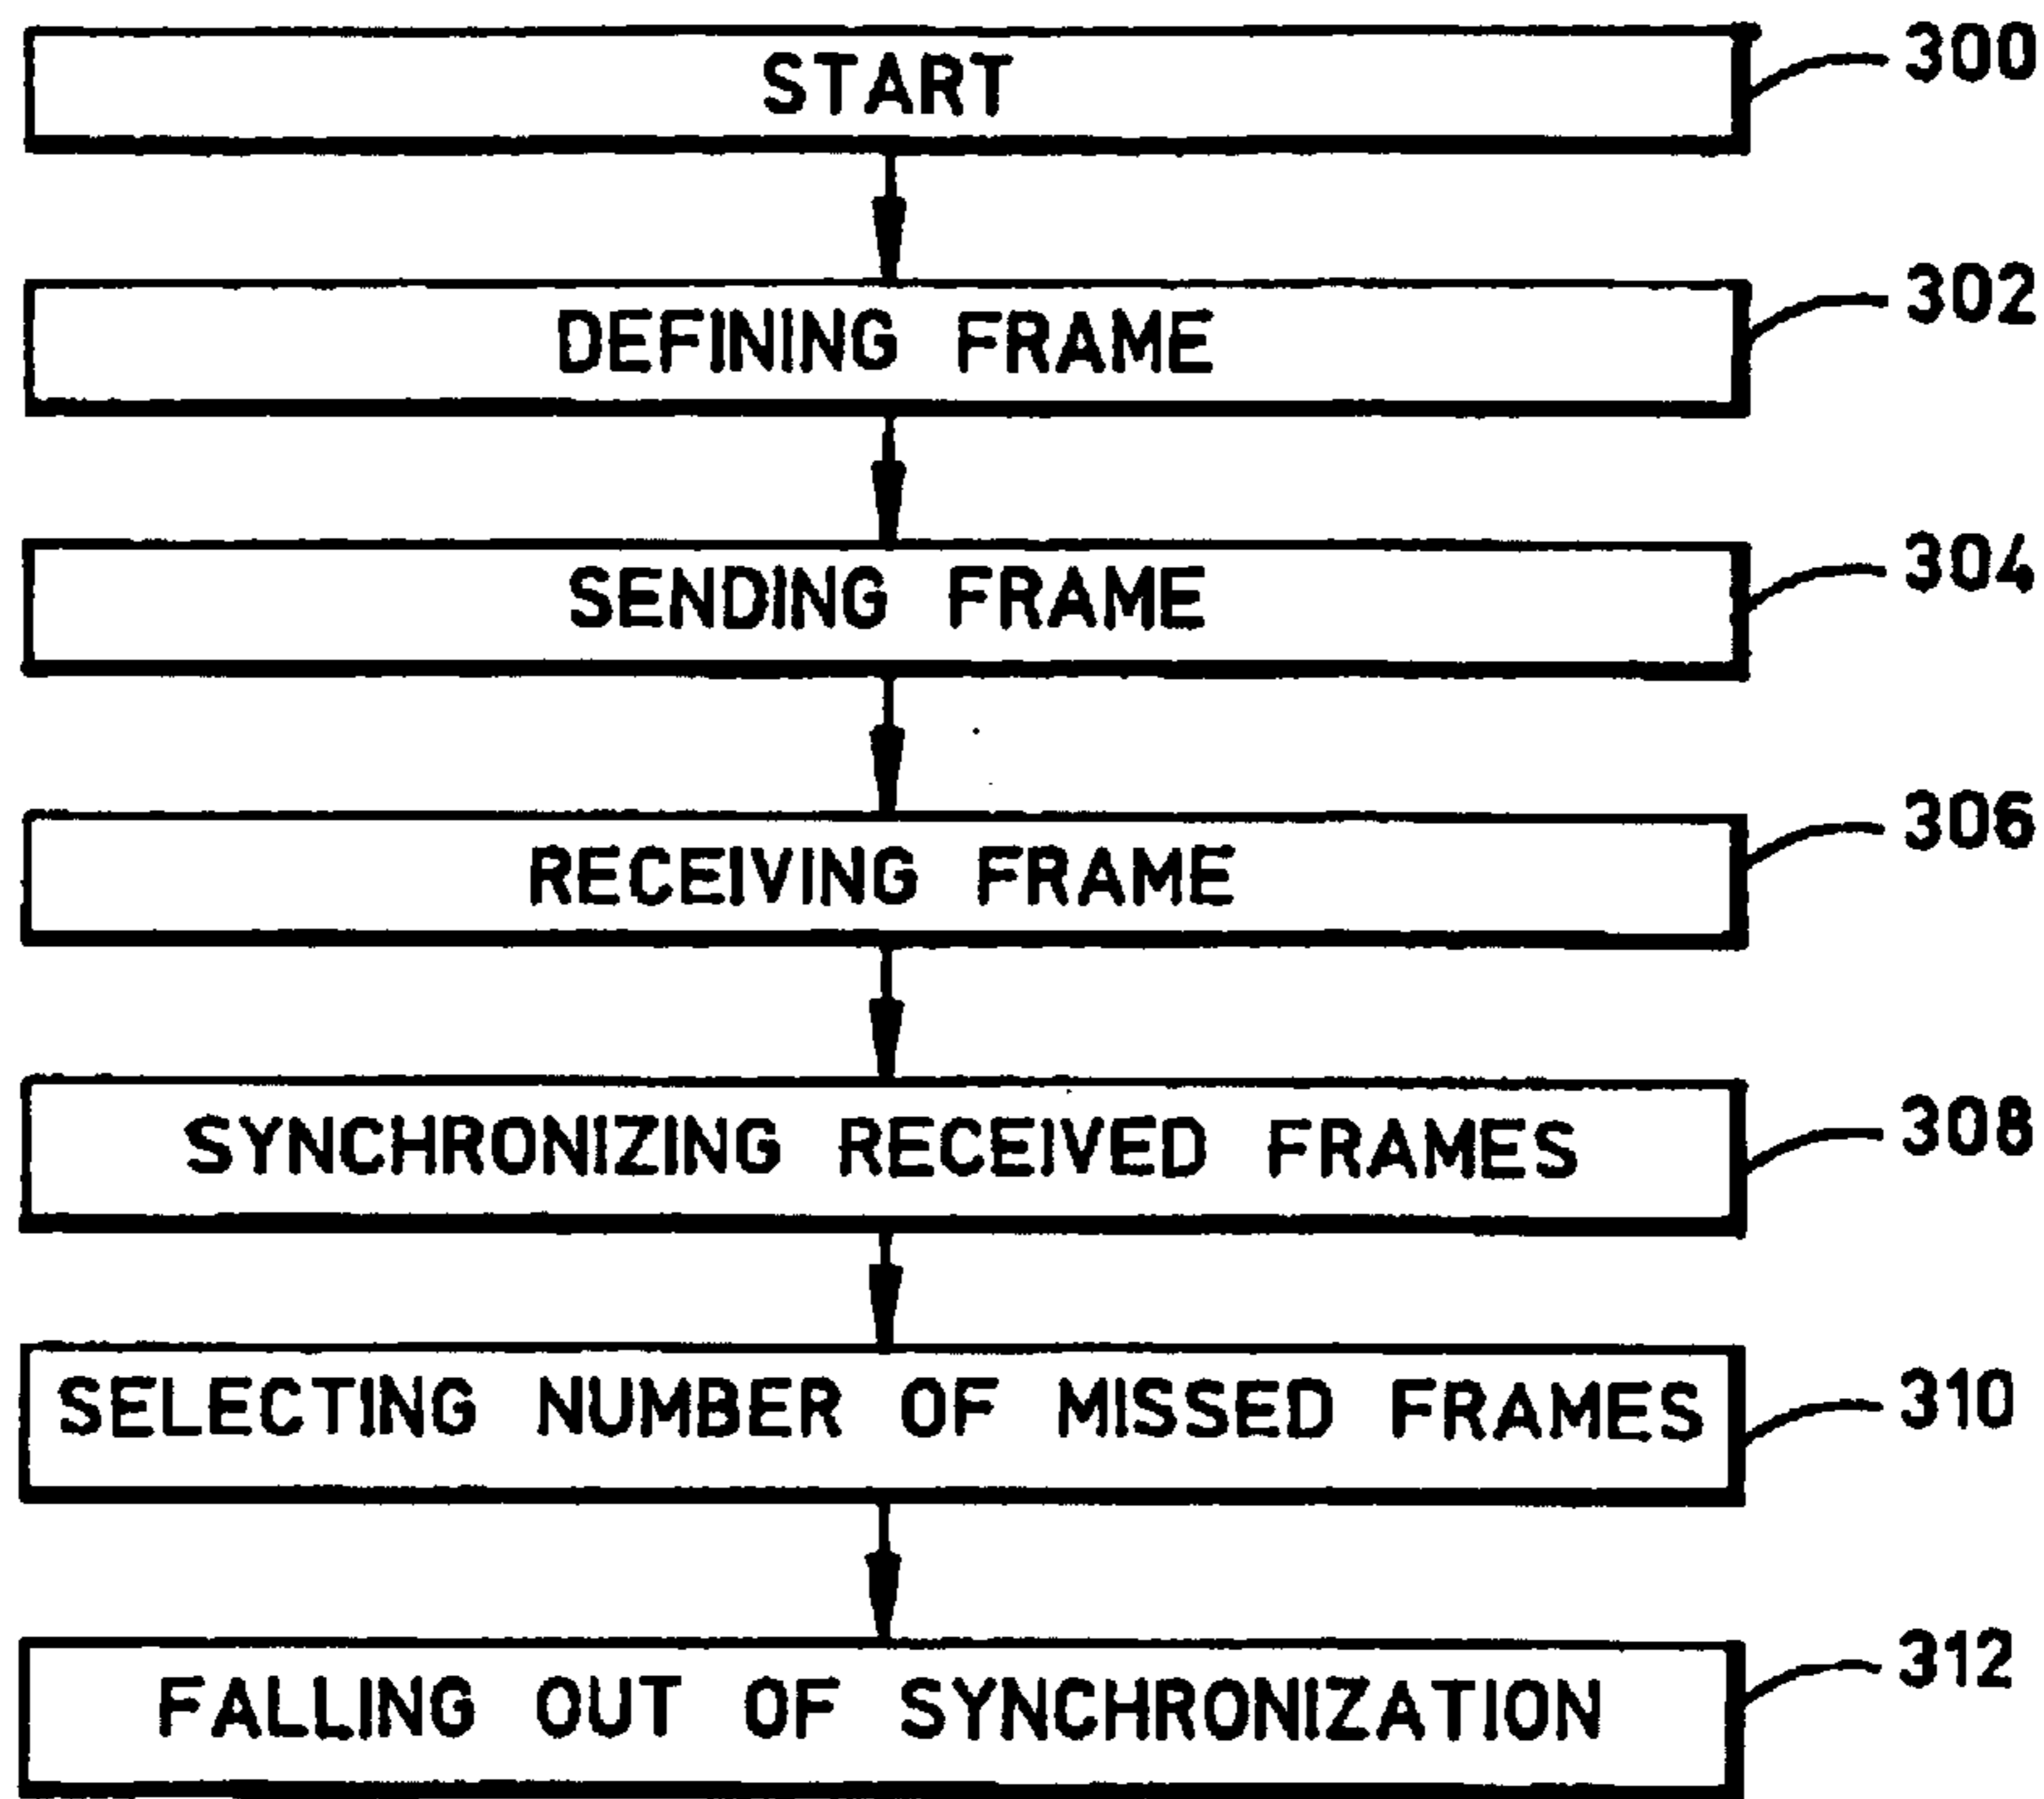 START 300
DEFINING FRAME 302
SENDING FRAME 304
RECEIVING FRAME 306
SYNCHRONIZING RECEIVED FRAMES 308
SELECTING NUMBER OF MISSED FRAMES 310
FALLING OUT OF SYNCHRONIZATION 312